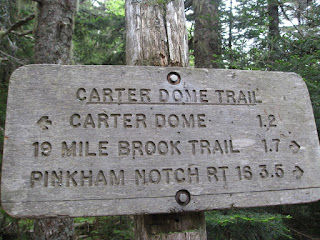 CARTER DOME TRAIL
← CARTER DOME 1.2
19 MILE BROOK TRAIL 1.7 →
PINKHAM NOTCH RT 16 3.5 →